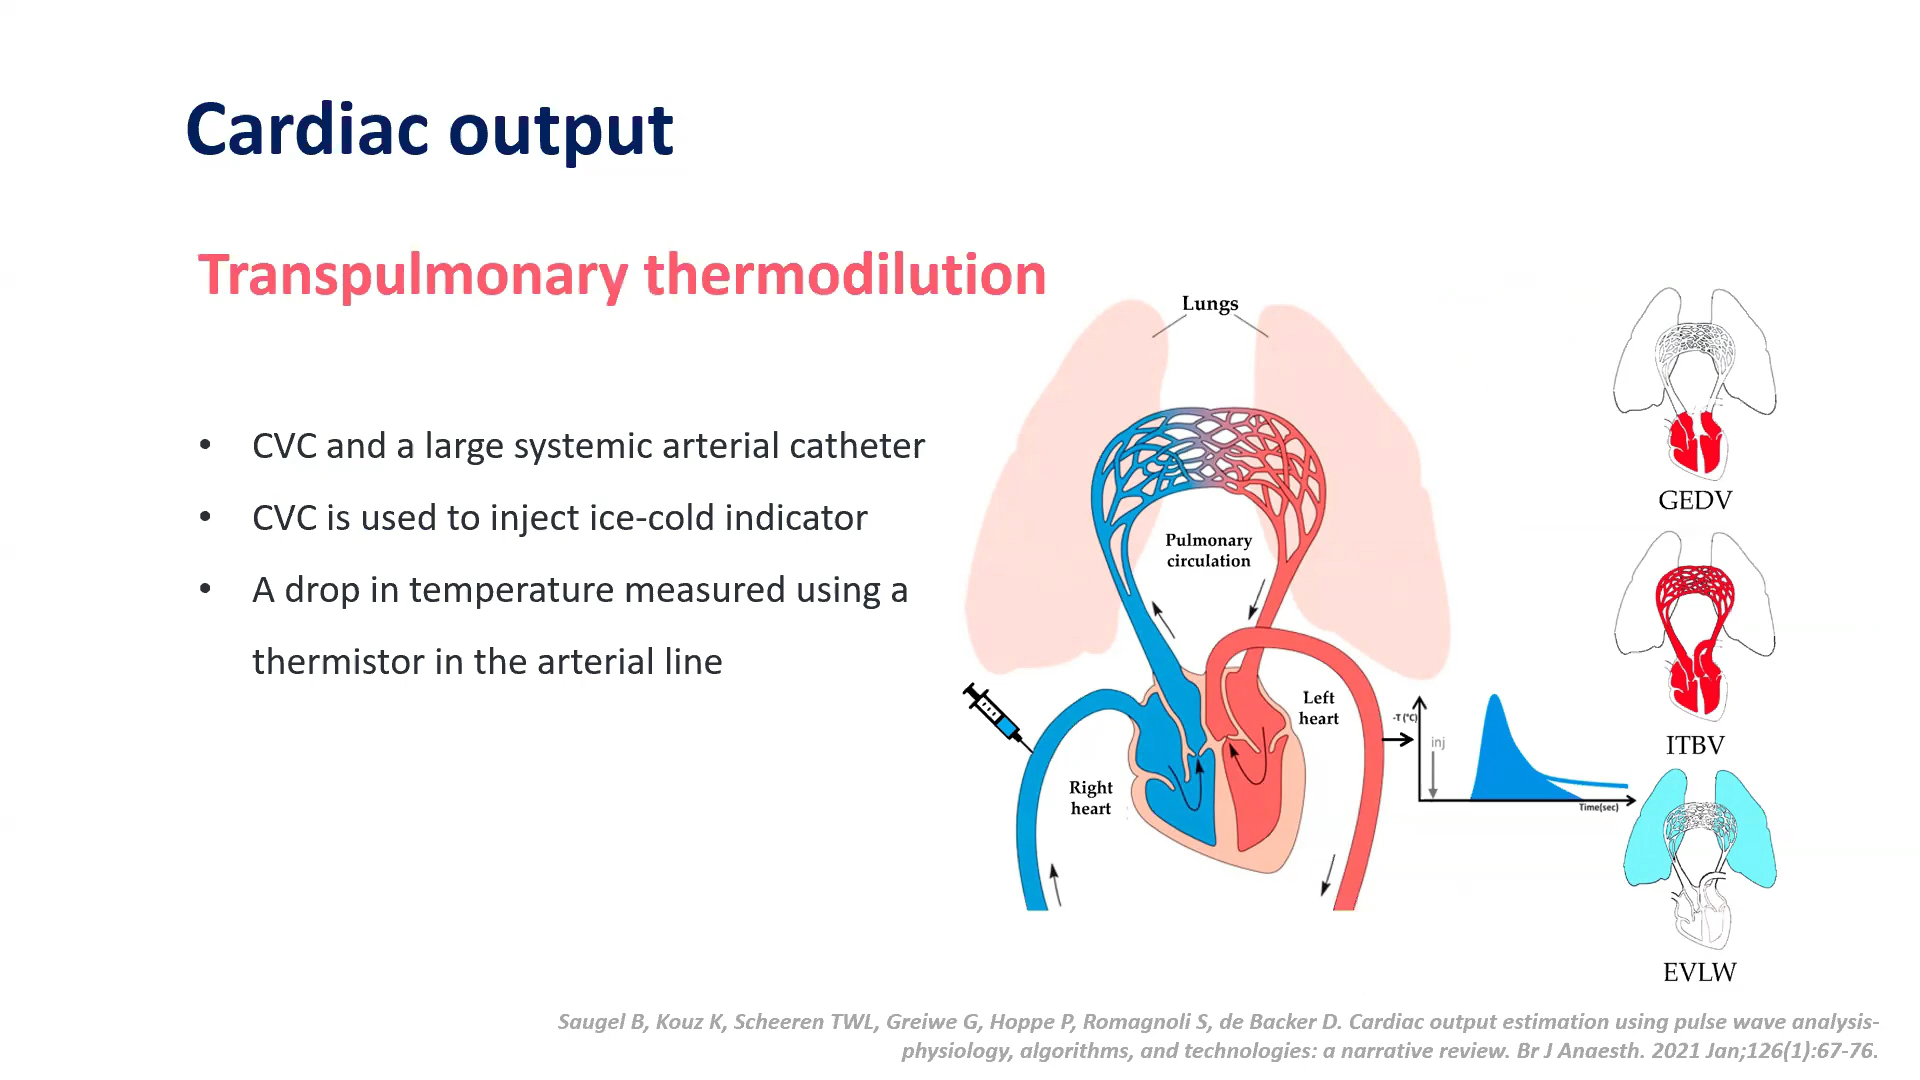 Cardiac output
Transpulmonary thermodilution
• CVC and a large systemic arterial catheter
• CVC is used to inject ice-cold indicator
• A drop in temperature measured using a
thermistor in the arterial line
Lungs
Pulmonary
circulation
Left
heart
Right
heart
-T (°C)
inj
Time(sec)
GEDV
ITBV
EVLW
Saugel B, Kouz K, Scheeren TWL, Greiwe G, Hoppe P, Romagnoli S, de Backer D. Cardiac output estimation using pulse wave analysis-
physiology, algorithms, and technologies: a narrative review. Br J Anaesth. 2021 Jan;126(1):67-76.